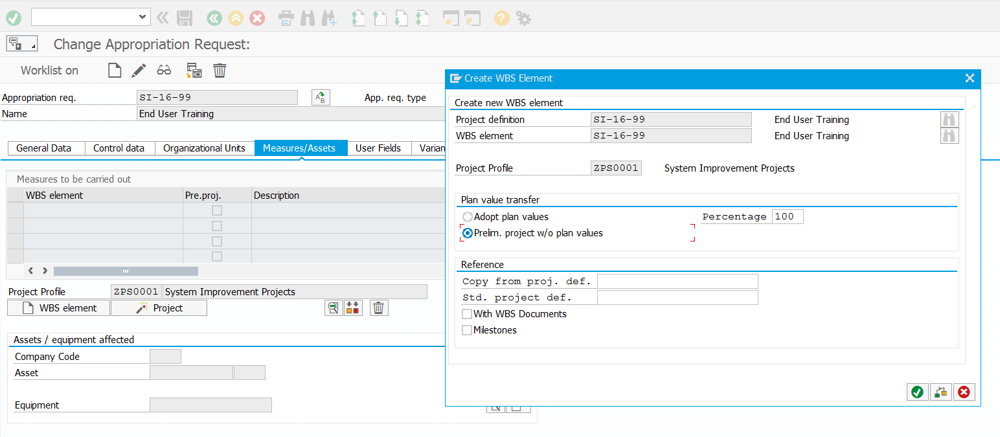 Change Appropriation Request:
Worklist on
Appropriation req. SI-16-99 App. req. type
Name End User Training
General Data Control data Organizational Units Measures/Assets User Fields Varian
Measures to be carried out
WBS element Pre.proj. Description
Project Profile ZPS0001 System Improvement Projects
WBS element Project
Assets / equipment affected
Company Code
Asset
Equipment
Create WBS Element
Create new WBS element
Project definition SI-16-99 End User Training
WBS element SI-16-99 End User Training
Project Profile ZPS0001 System Improvement Projects
Plan value transfer
Adopt plan values Percentage 100
Prelim. project w/o plan values
Reference
Copy from proj. def.
Std. project def.
With WBS Documents
Milestones